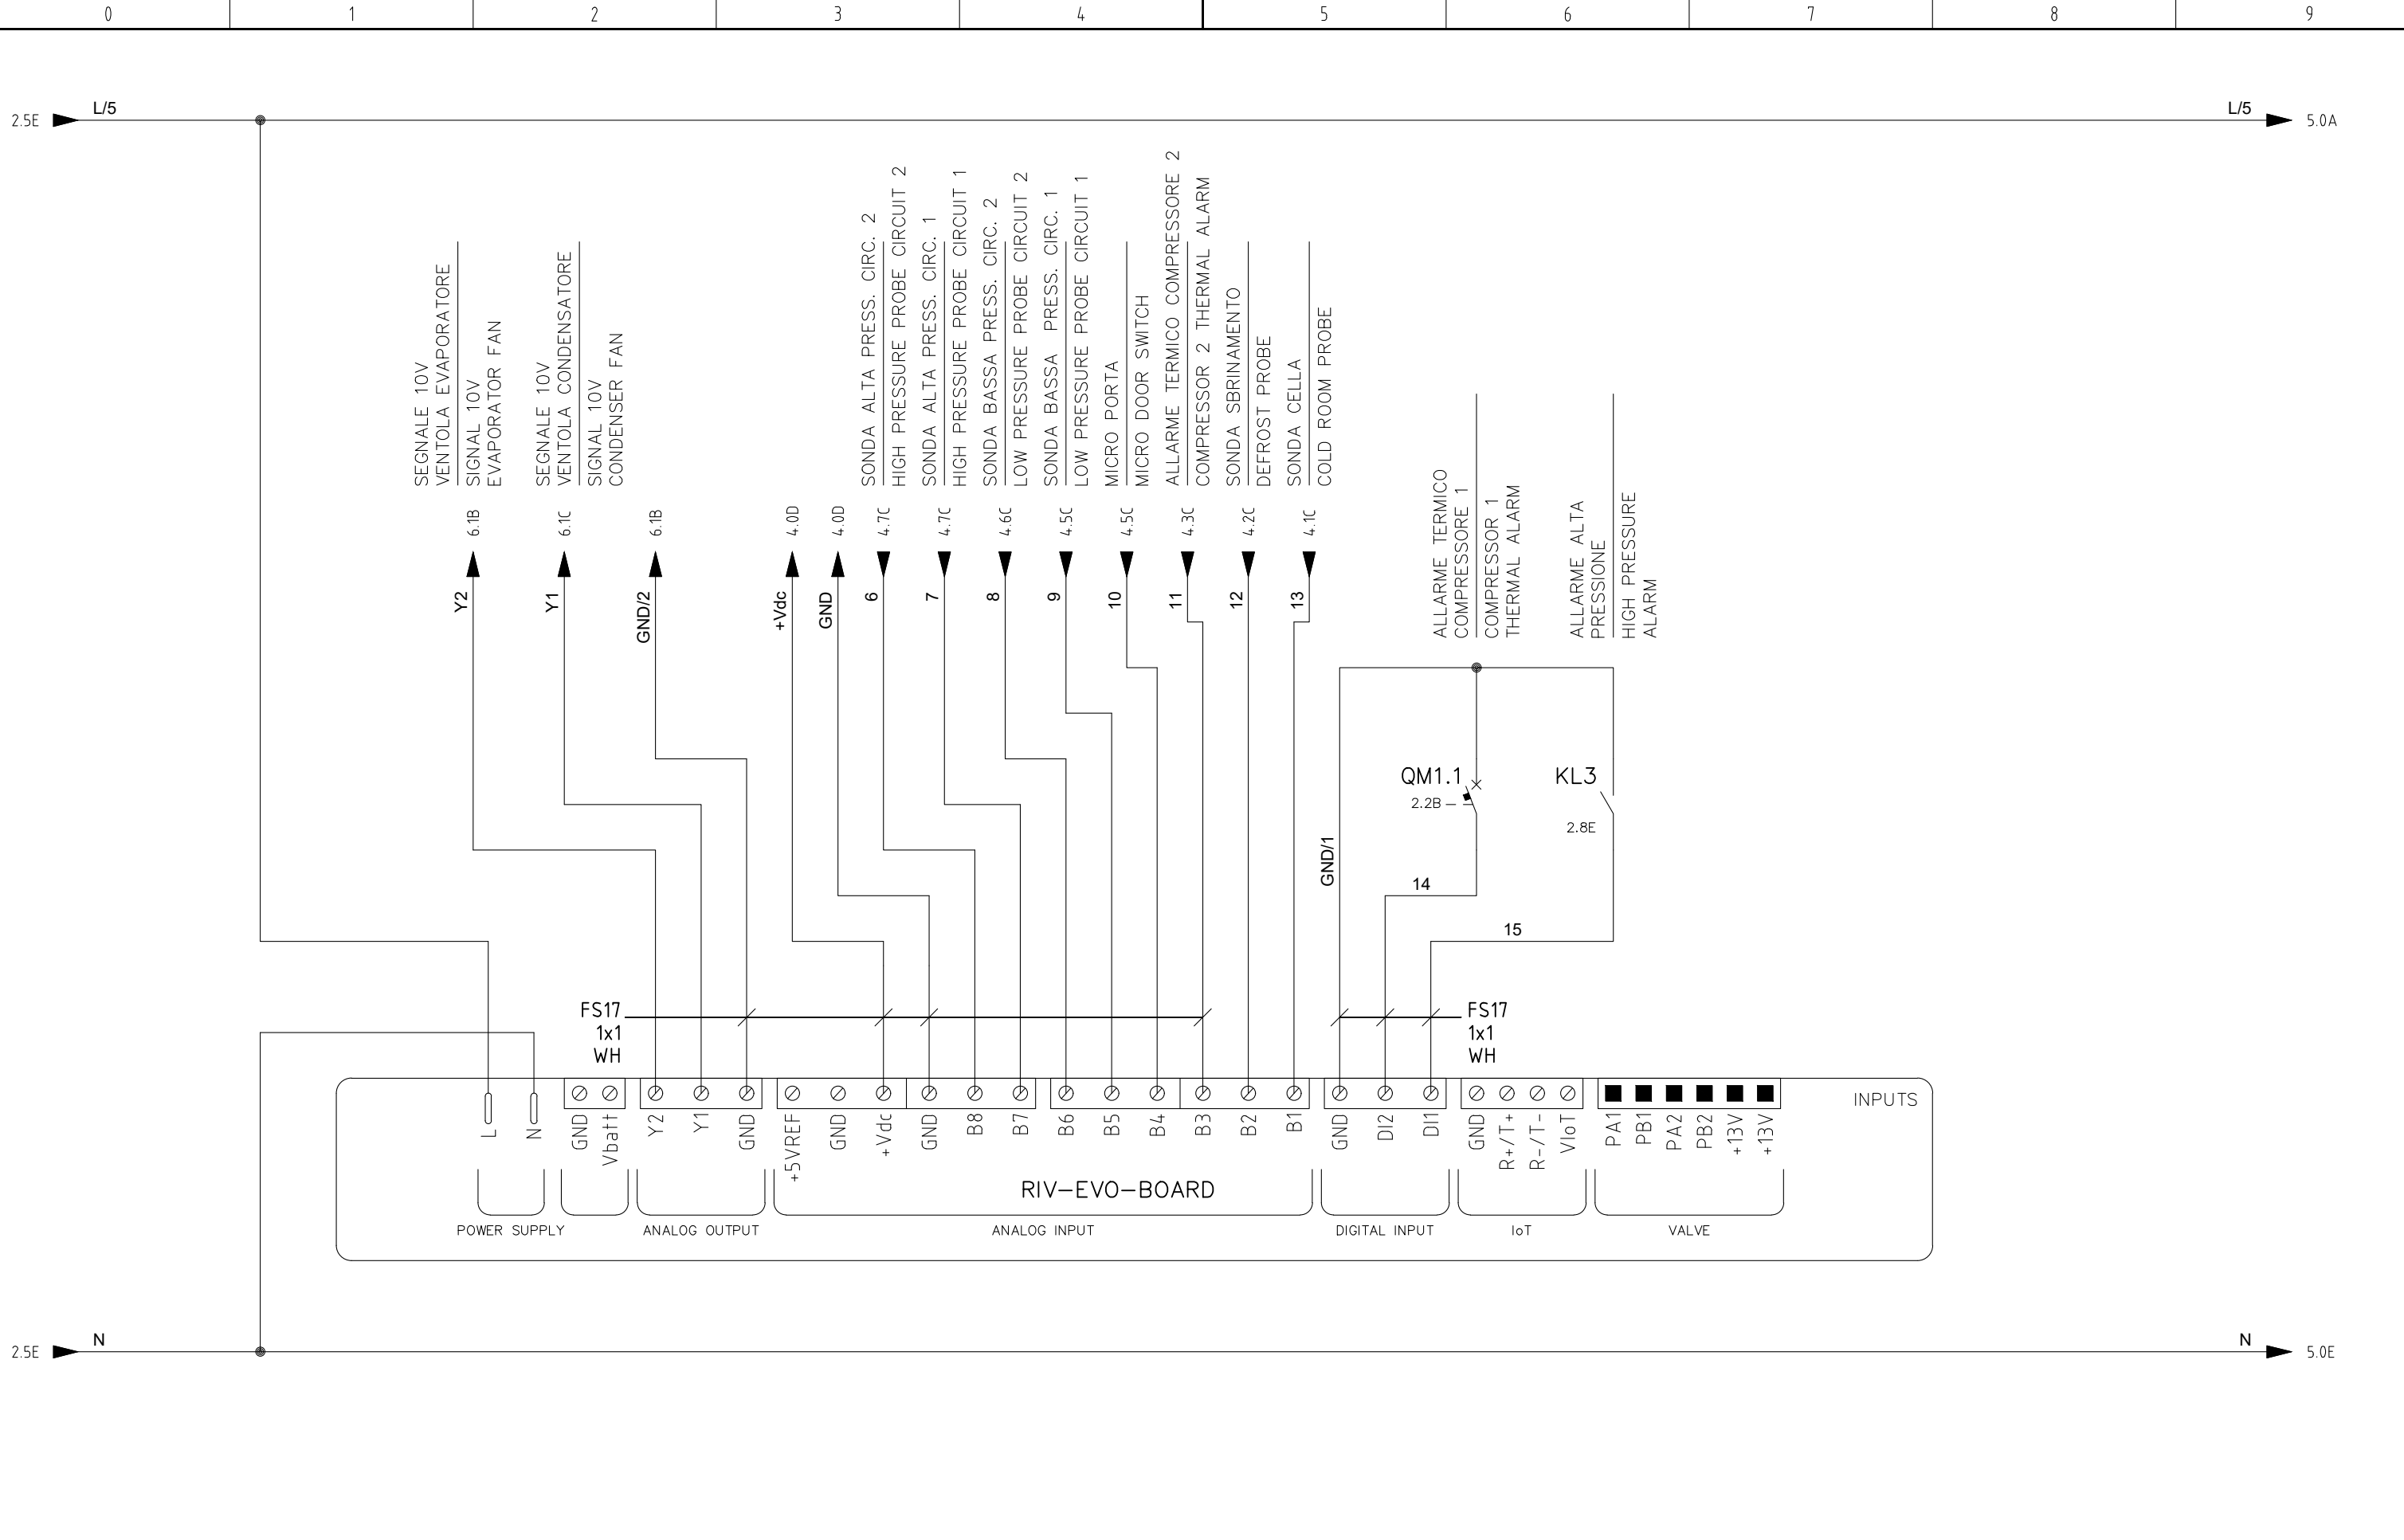 0 1 2 3 4 5 6 7 8 9
2.5E L/5 L/5 5.0A
SEGNALE 10V
VENTOLA EVAPORATORE
SIGNAL 10V
EVAPORATOR FAN
SEGNALE 10V
VENTOLA CONDENSATORE
SIGNAL 10V
CONDENSER FAN
SONDA ALTA PRESS. CIRC. 2
HIGH PRESSURE PROBE CIRCUIT 2
SONDA ALTA PRESS. CIRC. 1
HIGH PRESSURE PROBE CIRCUIT 1
SONDA BASSA PRESS. CIRC. 2
LOW PRESSURE PROBE CIRCUIT 2
SONDA BASSA PRESS. CIRC. 1
LOW PRESSURE PROBE CIRCUIT 1
MICRO PORTA
MICRO DOOR SWITCH
ALLARME TERMICO COMPRESSORE 2
COMPRESSOR 2 THERMAL ALARM
SONDA SBRINAMENTO
DEFROST PROBE
SONDA CELLA
COLD ROOM PROBE
ALLARME TERMICO
COMPRESSORE 1
COMPRESSOR 1
THERMAL ALARM
ALLARME ALTA
PRESSIONE
HIGH PRESSURE
ALARM
6.1B 6.1C 6.1B 4.0D 4.0D 4.7C 4.7C 4.6C 4.5C 4.5C 4.3C 4.2C 4.1C
Y2 Y1 GND/2 +Vdc GND 6 7 8 9 10 11 12 13
QM1.1
2.2B
KL3
2.8E
GND/1
14
15
FS17
1x1
WH
FS17
1x1
WH
INPUTS
L N GND Vbatt Y2 Y1 GND +5VREF GND +Vdc GND B8 B7 B6 B5 B4 B3 B2 B1 GND DI2 DI1 GND R+/T+ R-/T- VIoT PA1 PB1 PA2 PB2 +13V +13V
RIV-EVO-BOARD
POWER SUPPLY ANALOG OUTPUT ANALOG INPUT DIGITAL INPUT IoT VALVE
2.5E N N 5.0E